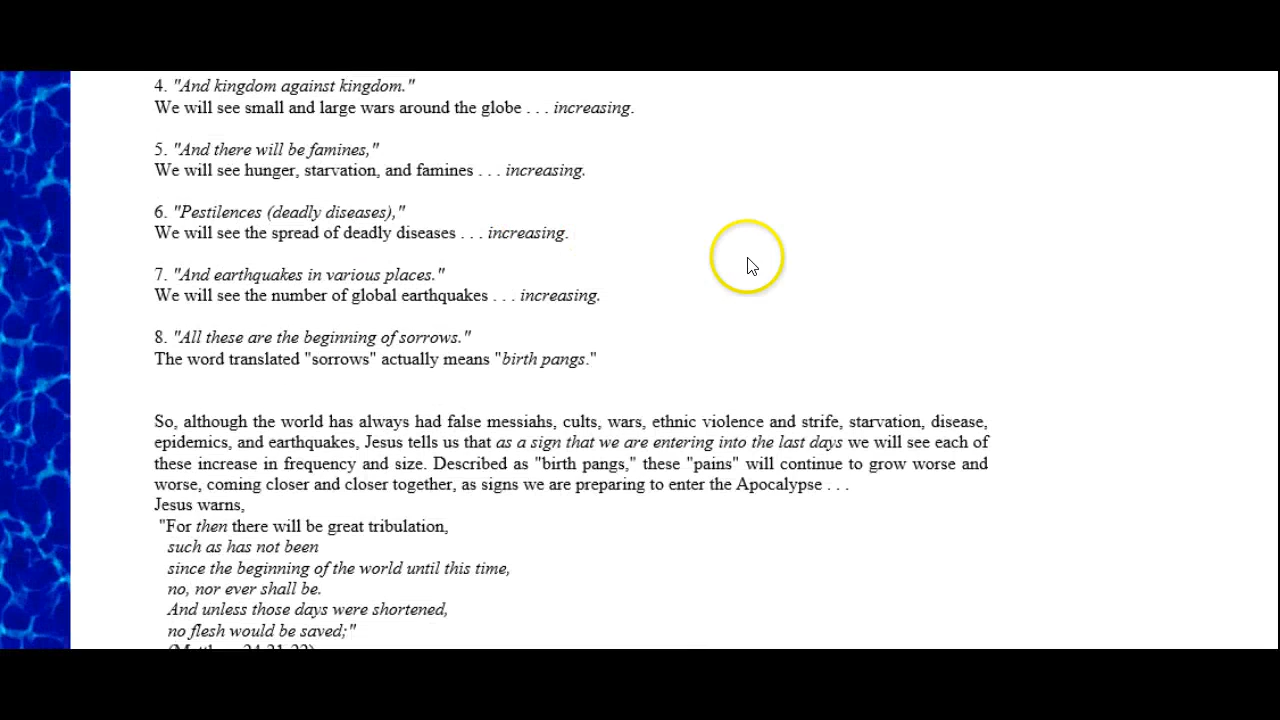 4. "And kingdom against kingdom."
We will see small and large wars around the globe . . . increasing.
5. "And there will be famines,"
We will see hunger, starvation, and famines . . . increasing.
6. "Pestilences (deadly diseases),"
We will see the spread of deadly diseases . . . increasing.
7. "And earthquakes in various places."
We will see the number of global earthquakes . . . increasing.
8. "All these are the beginning of sorrows."
The word translated "sorrows" actually means "birth pangs."
So, although the world has always had false messiahs, cults, wars, ethnic violence and strife, starvation, disease,
epidemics, and earthquakes, Jesus tells us that as a sign that we are entering into the last days we will see each of
these increase in frequency and size. Described as "birth pangs," these "pains" will continue to grow worse and
worse, coming closer and closer together, as signs we are preparing to enter the Apocalypse . . .
Jesus warns,
"For then there will be great tribulation,
such as has not been
since the beginning of the world until this time,
no, nor ever shall be.
And unless those days were shortened,
no flesh would be saved;"